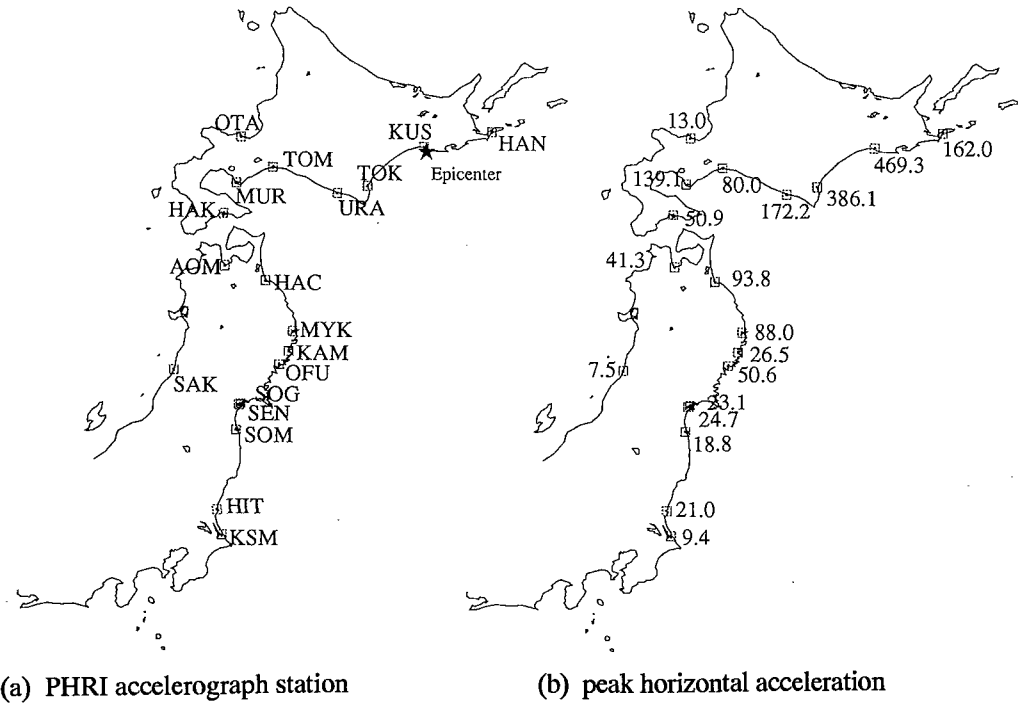 OTA
KUS
HAN
TOM
TOK
Epicenter
MUR
URA
HAK
AOM
HAC
MYK
KAM
OFU
SAK
SOG
SEN
SOM
HIT
KSM
(a) PHRI accelerograph station
13.0
469.3
162.0
139.1
80.0
386.1
172.2
50.9
41.3
93.8
88.0
26.5
7.5
50.6
23.1
24.7
18.8
21.0
9.4
(b) peak horizontal acceleration